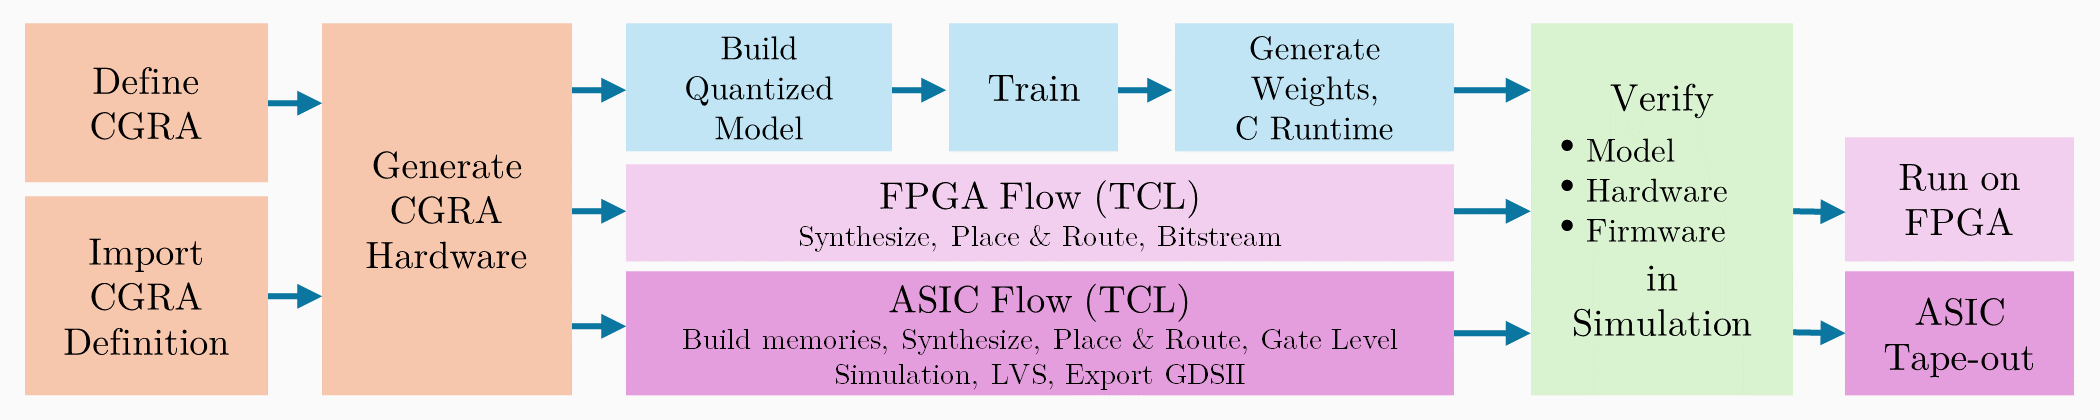 Define
CGRA
Import
CGRA
Definition
Generate
CGRA
Hardware
Build
Quantized
Model
Train
Generate
Weights,
C Runtime
FPGA Flow (TCL)
Synthesize, Place & Route, Bitstream
ASIC Flow (TCL)
Build memories, Synthesize, Place & Route, Gate Level
Simulation, LVS, Export GDSII
Verify
• Model
• Hardware
• Firmware
in
Simulation
Run on
FPGA
ASIC
Tape-out